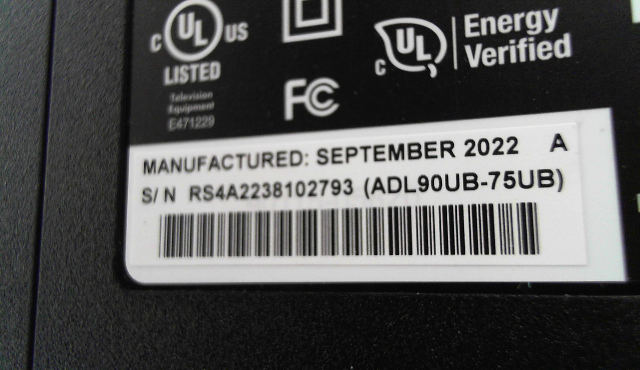 c UL US
LISTED
Television
Equipment
E471229
FC
c UL
Energy
Verified
MANUFACTURED: SEPTEMBER 2022 A
S/N RS4A2238102793 (ADL90UB-75UB)